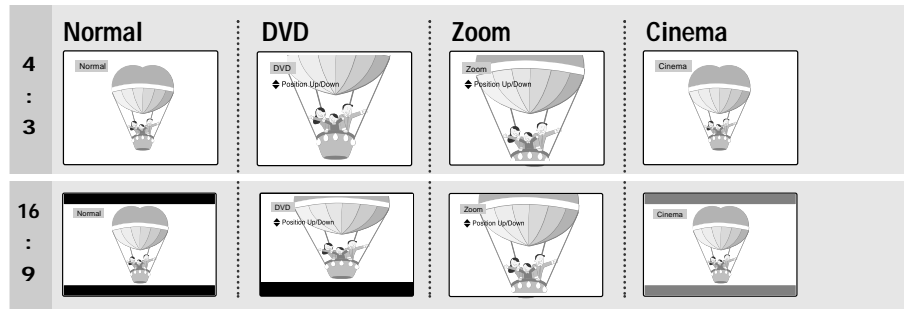 Normal DVD Zoom Cinema
4
:
3
Normal
DVD
Position Up/Down
Zoom
Position Up/Down
Cinema
16
:
9
Normal
DVD
Position Up/Down
Zoom
Position Up/Down
Cinema